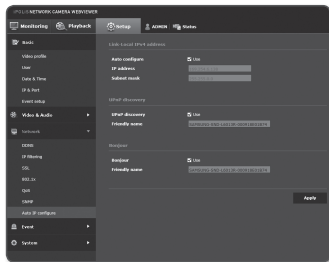 iPOLIS NETWORK CAMERA WEBVIEWER
Monitoring Playback Setup ADMIN Status
Basic
Video profile
User
Date & Time
IP & Port
Event setup
Video & Audio
Network
DDNS
IP filtering
SSL
802.1x
QoS
SNMP
Auto IP configure
Event
System
Link-Local IPv4 address
Auto configure Use
IP address
Subnet mask
UPnP discovery
UPnP discovery Use
Friendly name
Bonjour
Bonjour Use
Friendly name
Apply